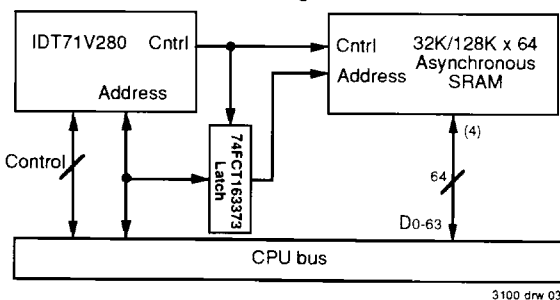 IDT71V280 Cntrl
Address
Control
74FCT163373
Latch
Cntrl
Address
32K/128K x 64
Asynchronous
SRAM
(4)
64
D0-63
CPU bus
3100 drw 03